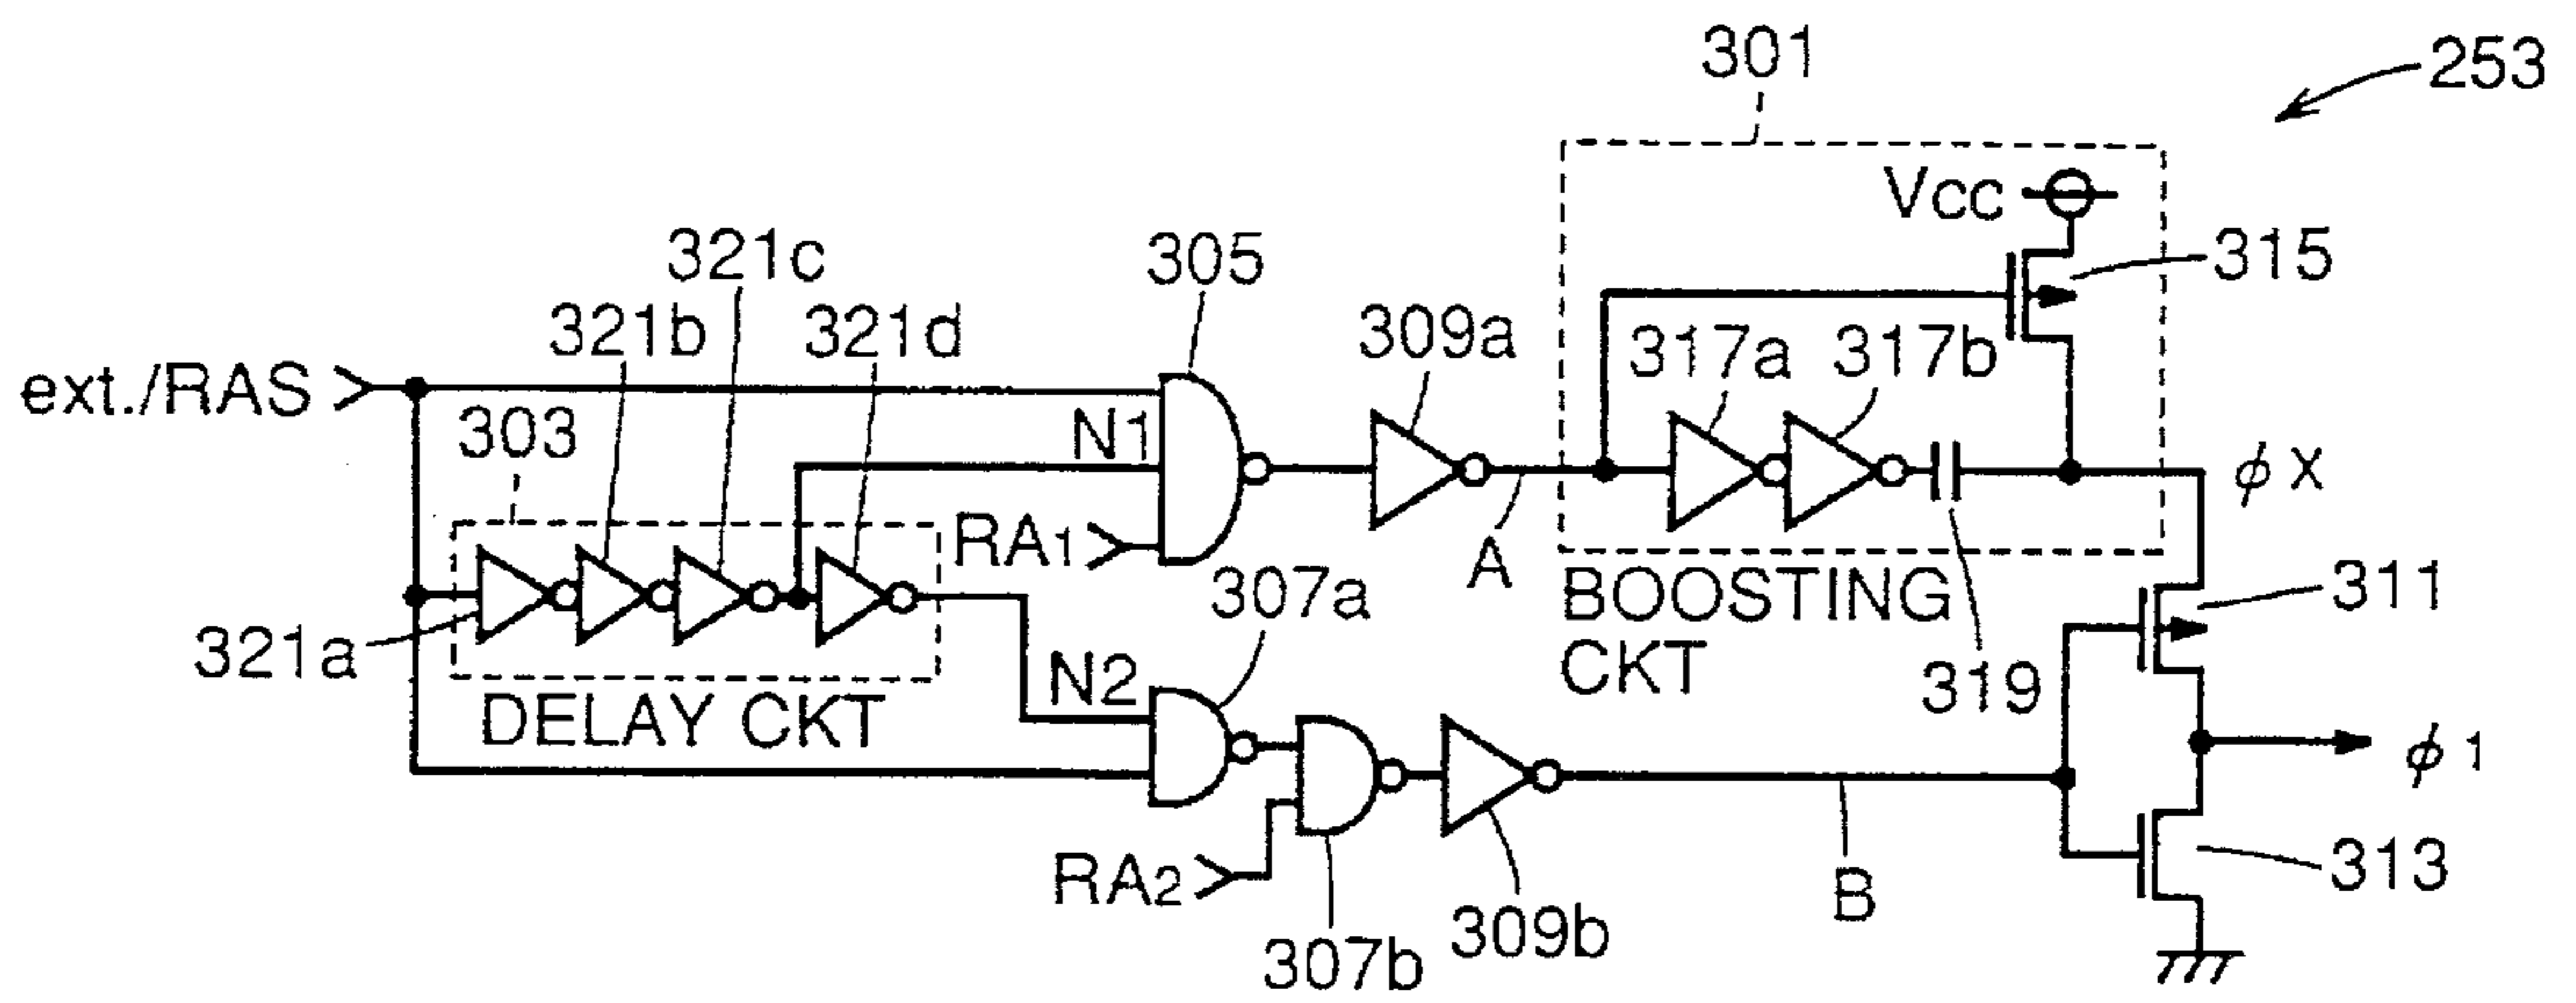 301
253
Vcc
321c
305
315
321b
321d
309a
317a
317b
ext./RAS
303
N1
φX
RA1
A
BOOSTING
CKT
307a
311
321a
319
N2
DELAY CKT
φ1
RA2
B
313
309b
307b